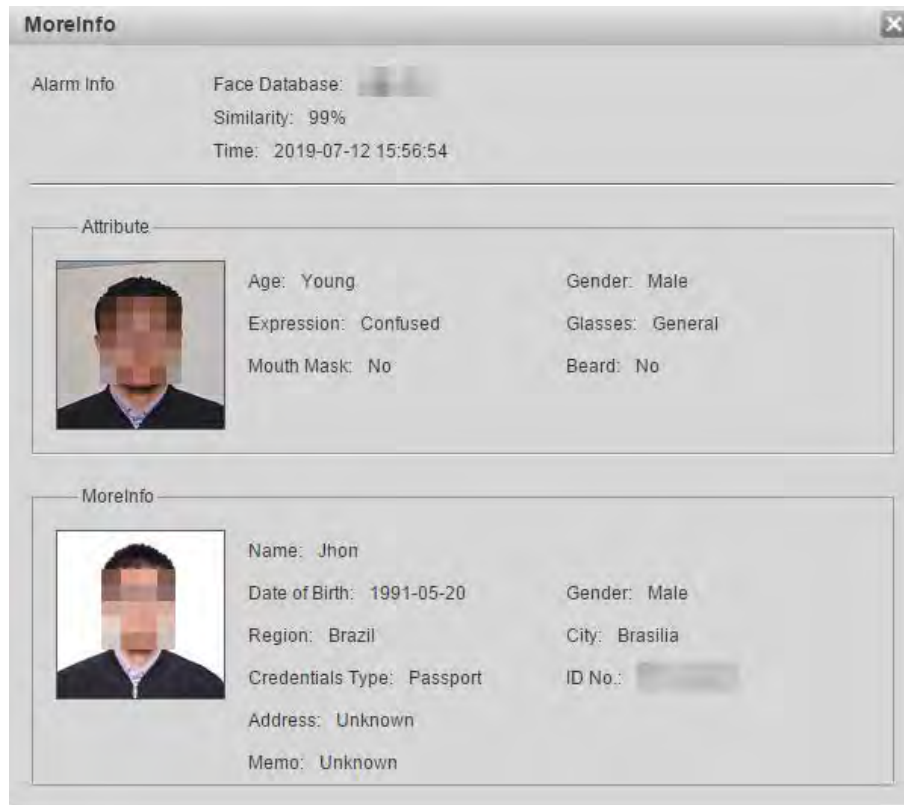 MoreInfo
Alarm Info Face Database:
Similarity: 99%
Time: 2019-07-12 15:56:54
Attribute
Age: Young Gender: Male
Expression: Confused Glasses: General
Mouth Mask: No Beard: No
MoreInfo
Name: Jhon
Date of Birth: 1991-05-20 Gender: Male
Region: Brazil City: Brasilia
Credentials Type: Passport ID No.:
Address: Unknown
Memo: Unknown